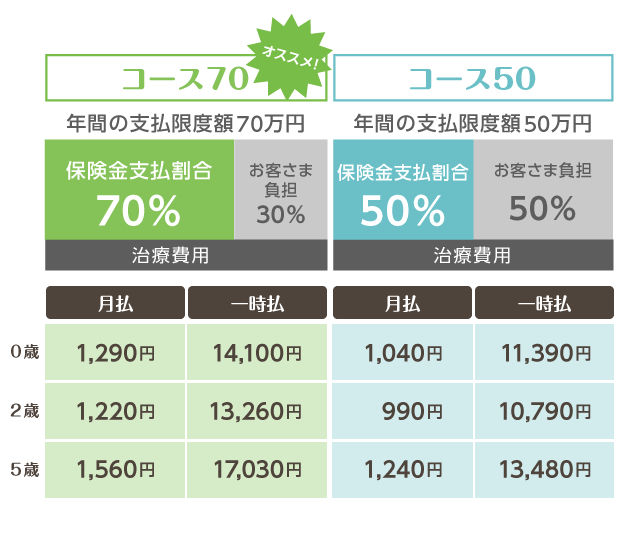 オススメ!
コース70
コース50
年間の支払限度額70万円
年間の支払限度額50万円
保険金支払割合
70%
お客さま
負担
30%
保険金支払割合
50%
お客さま負担
50%
治療費用
治療費用
月払 一時払 月払 一時払
0歳 1,290円 14,100円 1,040円 11,390円
2歳 1,220円 13,260円 990円 10,790円
5歳 1,560円 17,030円 1,240円 13,480円